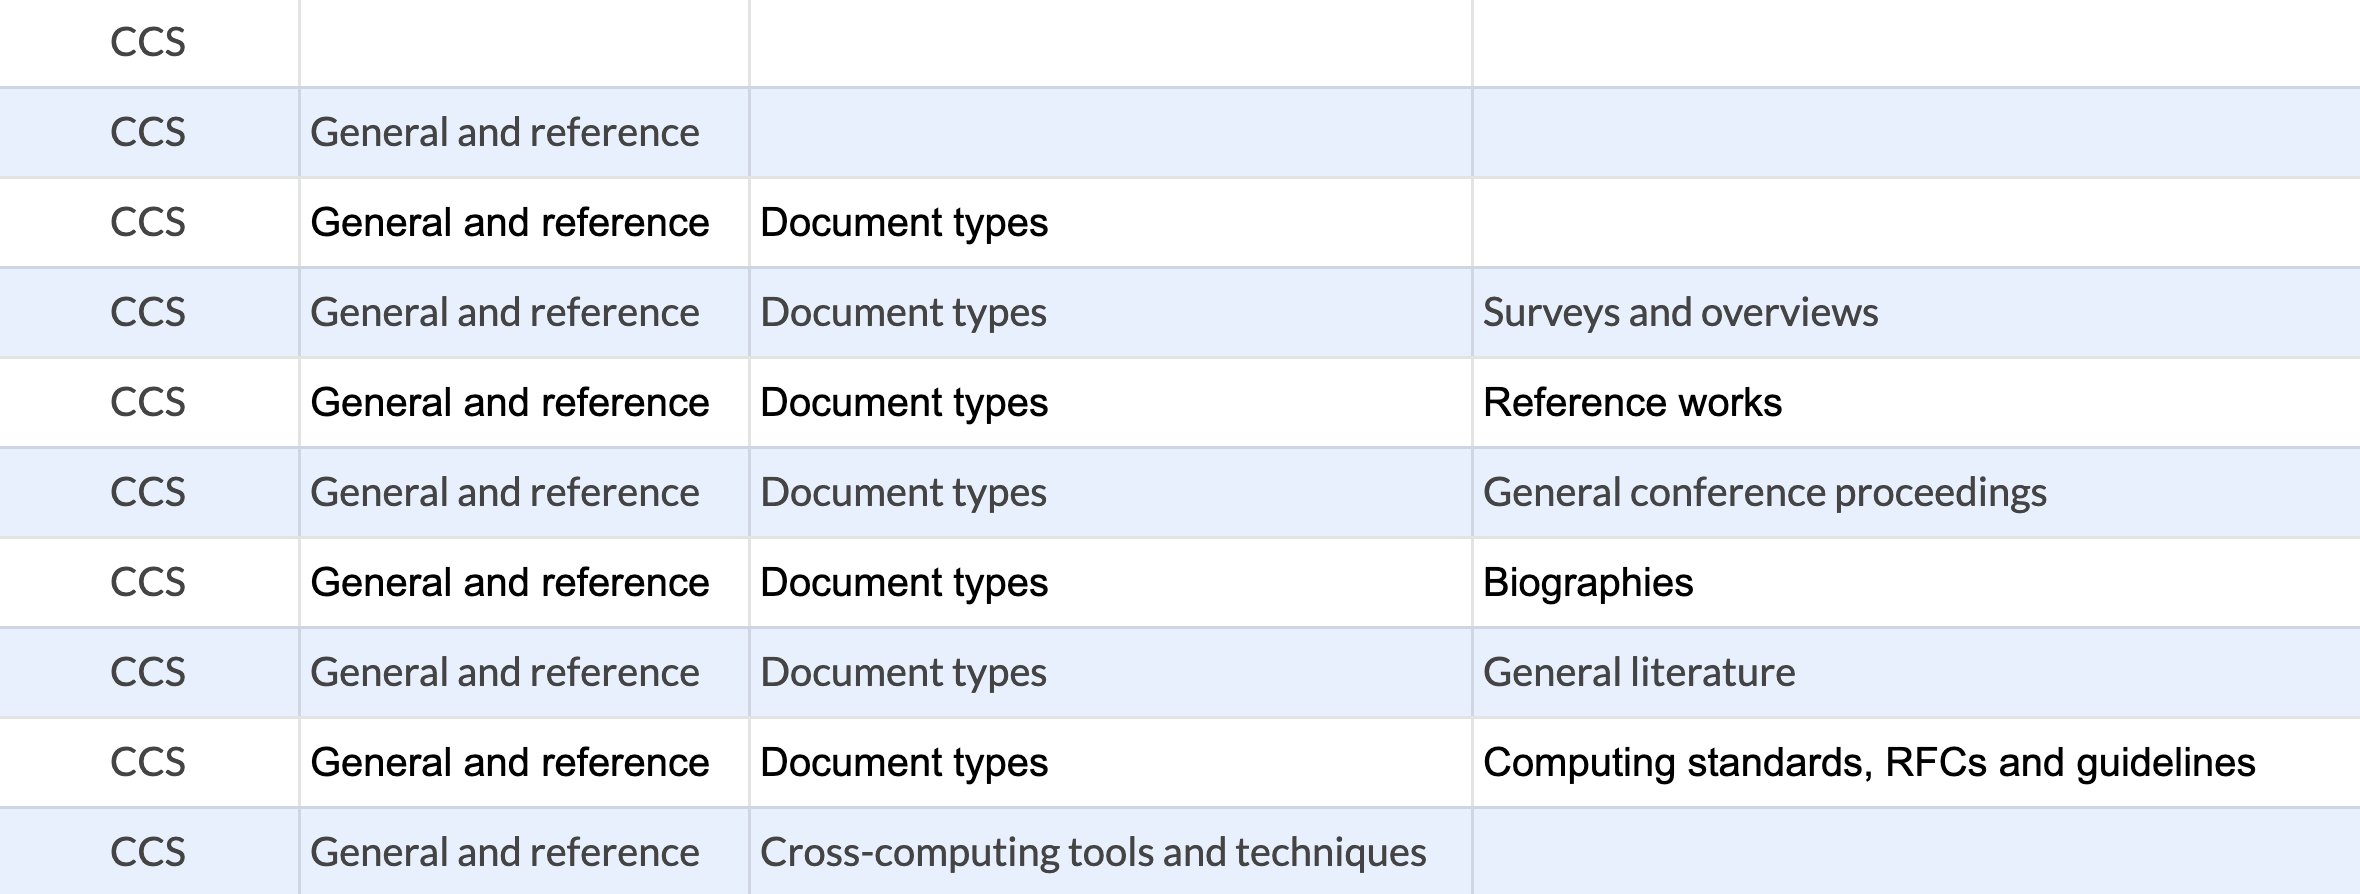 CCS
CCS General and reference
CCS General and reference Document types
CCS General and reference Document types Surveys and overviews
CCS General and reference Document types Reference works
CCS General and reference Document types General conference proceedings
CCS General and reference Document types Biographies
CCS General and reference Document types General literature
CCS General and reference Document types Computing standards, RFCs and guidelines
CCS General and reference Cross-computing tools and techniques